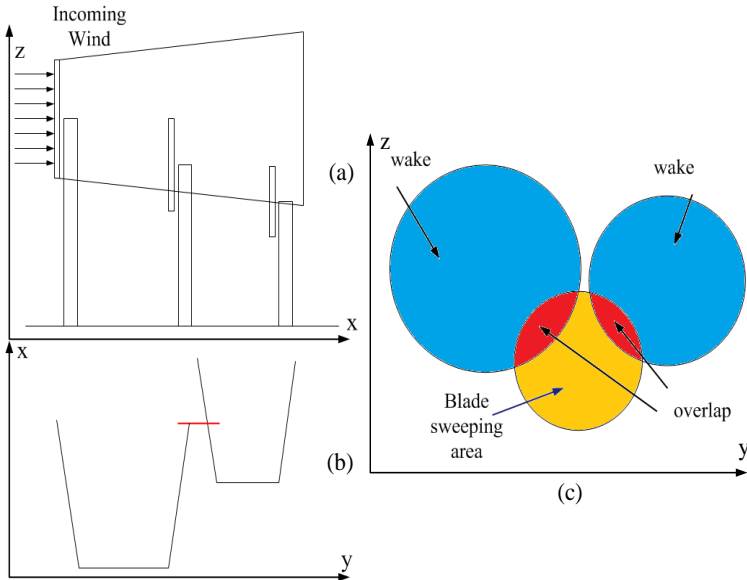 Incoming
Wind
z
x
(a)
x
y
(b)
z
wake
wake
Blade
sweeping
area
overlap
y
(c)